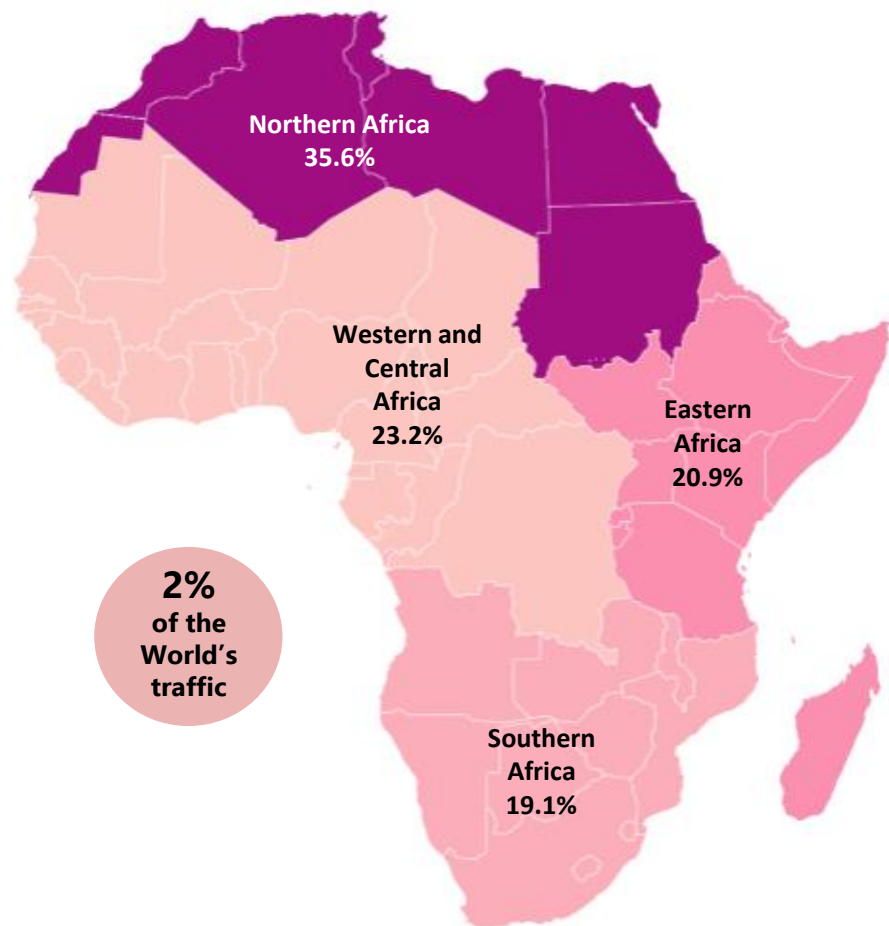 Northern Africa
35.6%
Western and
Central
Africa
23.2%
Eastern
Africa
20.9%
2%
of the
World’s
traffic
Southern
Africa
19.1%